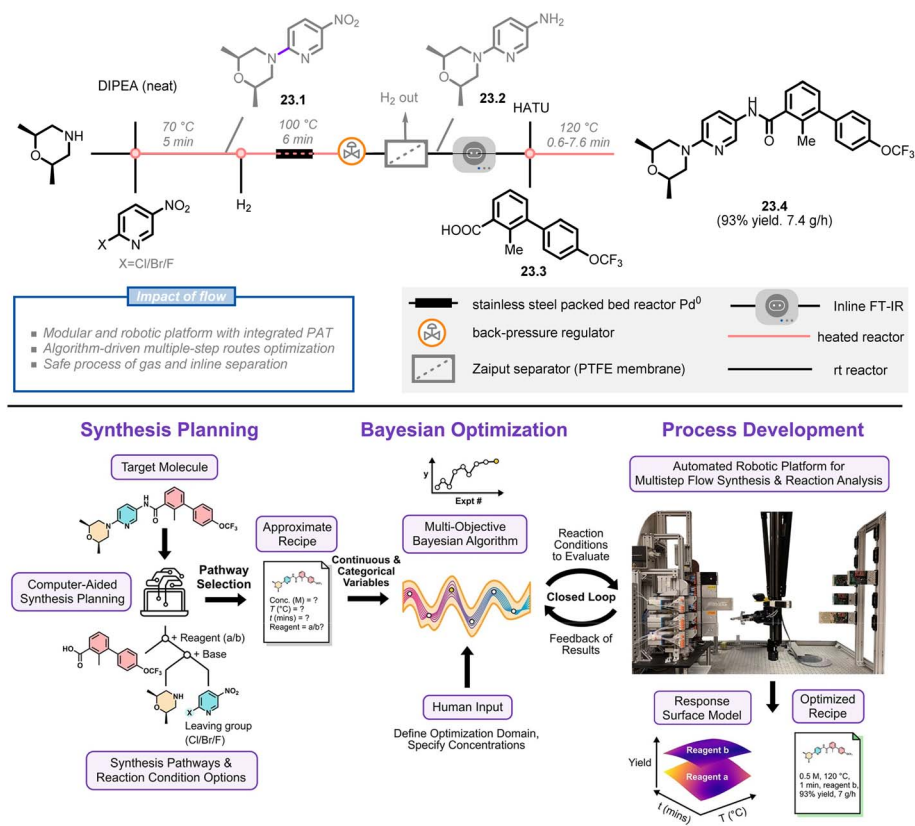 DIPEA (neat)
NH
O
70 °C
5 min
NO2
N
X
X=Cl/Br/F
O
N
N
NO2
23.1
H2
100 °C
6 min
H2 out
O
N
N
NH2
23.2
HATU
120 °C
0.6-7.6 min
HOOC
Me
OCF3
23.3
O
N
N
HN
O
Me
OCF3
23.4
(93% yield. 7.4 g/h)
Impact of flow
Modular and robotic platform with integrated PAT
Algorithm-driven multiple-step routes optimization
Safe process of gas and inline separation
stainless steel packed bed reactor Pd0
back-pressure regulator
Zaiput separator (PTFE membrane)
Inline FT-IR
heated reactor
rt reactor
Synthesis Planning
Target Molecule
O
N
N
H
N
O
OCF3
Computer-Aided
Synthesis Planning
Pathway
Selection
Approximate
Recipe
Conc. (M) = ?
T (°C) = ?
t (mins) = ?
Reagent = a/b?
+ Reagent (a/b)
+ Base
HO
O
OCF3
O
NH
X
N
NO2
Leaving group
(Cl/Br/F)
Synthesis Pathways &
Reaction Condition Options
Bayesian Optimization
y
Expt #
Multi-Objective
Bayesian Algorithm
Continuous &
Categorical
Variables
Human Input
Define Optimization Domain,
Specify Concentrations
Reaction
Conditions
to Evaluate
Closed Loop
Feedback of
Results
Process Development
Automated Robotic Platform for
Multistep Flow Synthesis & Reaction Analysis
Response
Surface Model
Yield
Reagent b
Reagent a
t (mins)
T (°C)
Optimized
Recipe
0.5 M, 120 °C,
1 min, reagent b,
93% yield, 7 g/h